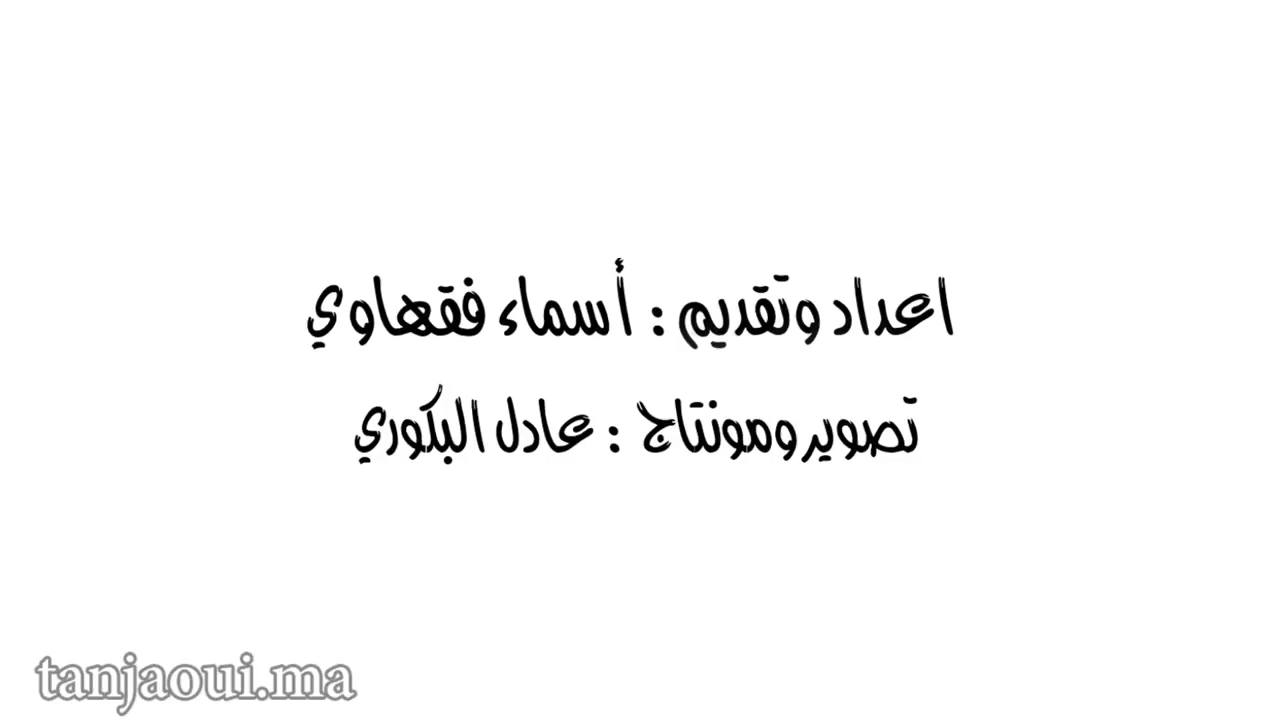 اعداد وتقديم : أسماء فقهاوي
تصوير ومونتاج : عادل البكوري
tanjaoui.ma